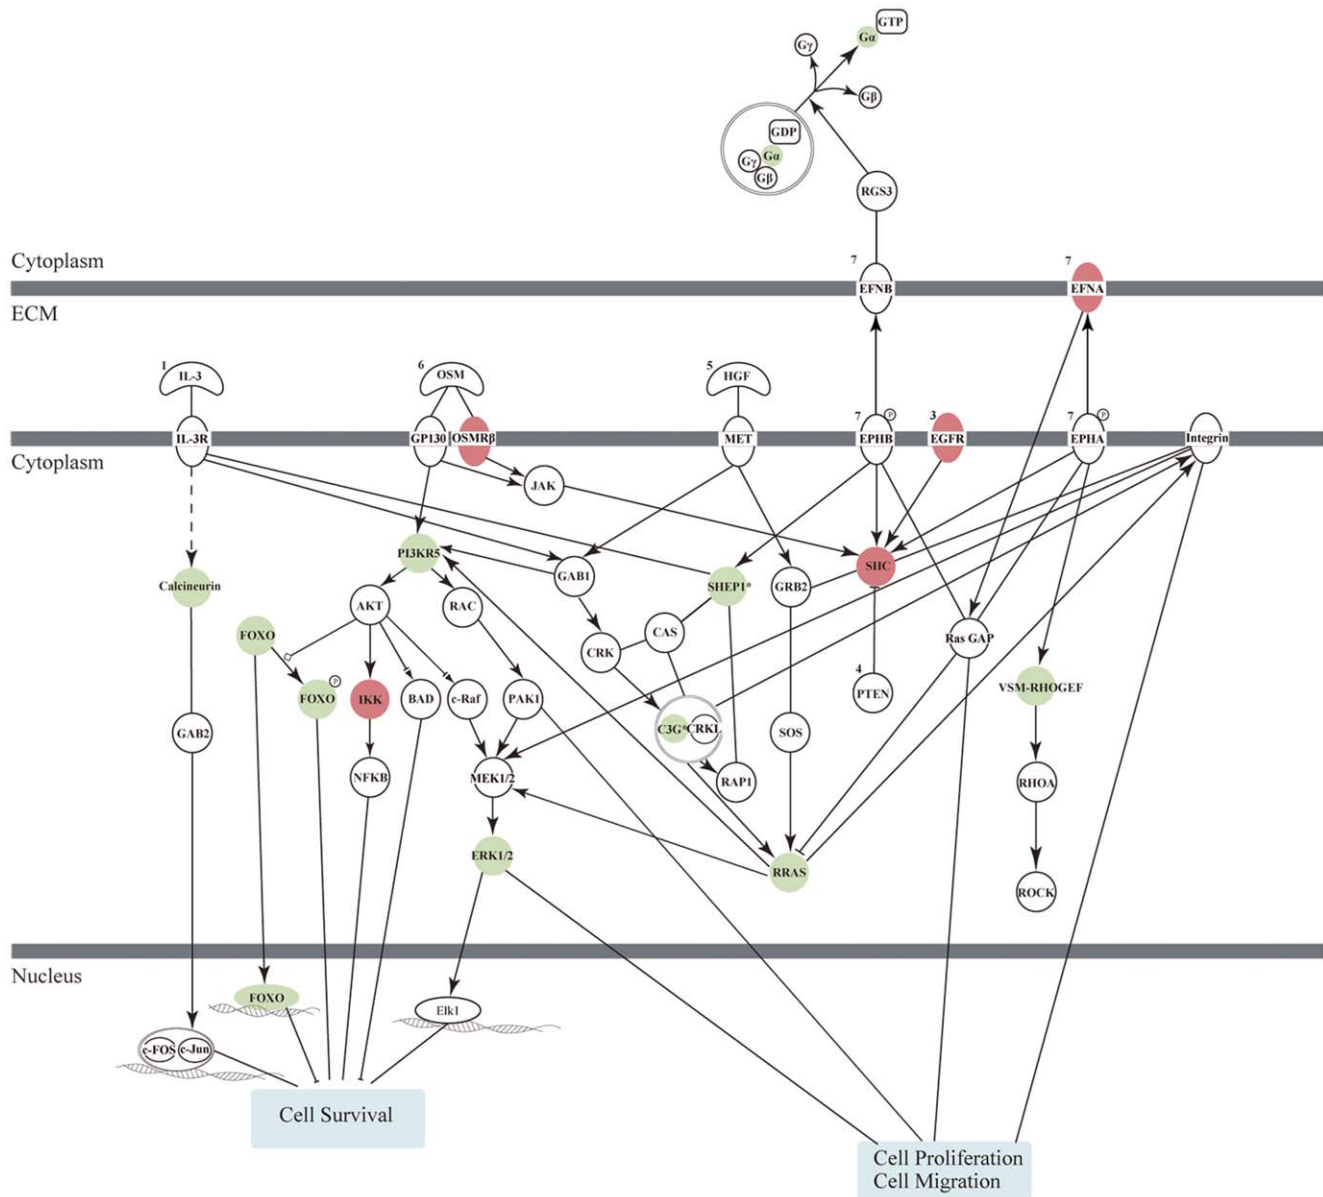 GTP
Gα
Gγ
Gβ
GDP
Gα
Gγ
Gβ
RGS3
Cytoplasm
7
EFNB
7
EFNA
ECM
1
IL-3
6
OSM
5
HGF
IL-3R
GP130
OSMRβ
MET
7
EPHB
P
3
EGFR
7
EPHA
P
Integrin
Cytoplasm
JAK
PI3KR5
Calcineurin
GAB1
SHEP1*
GRB2
SHC
AKT
RAC
FOXO
CAS
CRK
Ras GAP
FOXO
P
IKK
BAD
c-Raf
PAK1
4
PTEN
VSM-RHOGEF
GAB2
C3G*
CRKL
SOS
NFKB
MEK1/2
RAP1
RHOA
ERK1/2
RRAS
ROCK
Nucleus
FOXO
Elk1
c-FOS
c-Jun
Cell Survival
Cell Proliferation
Cell Migration